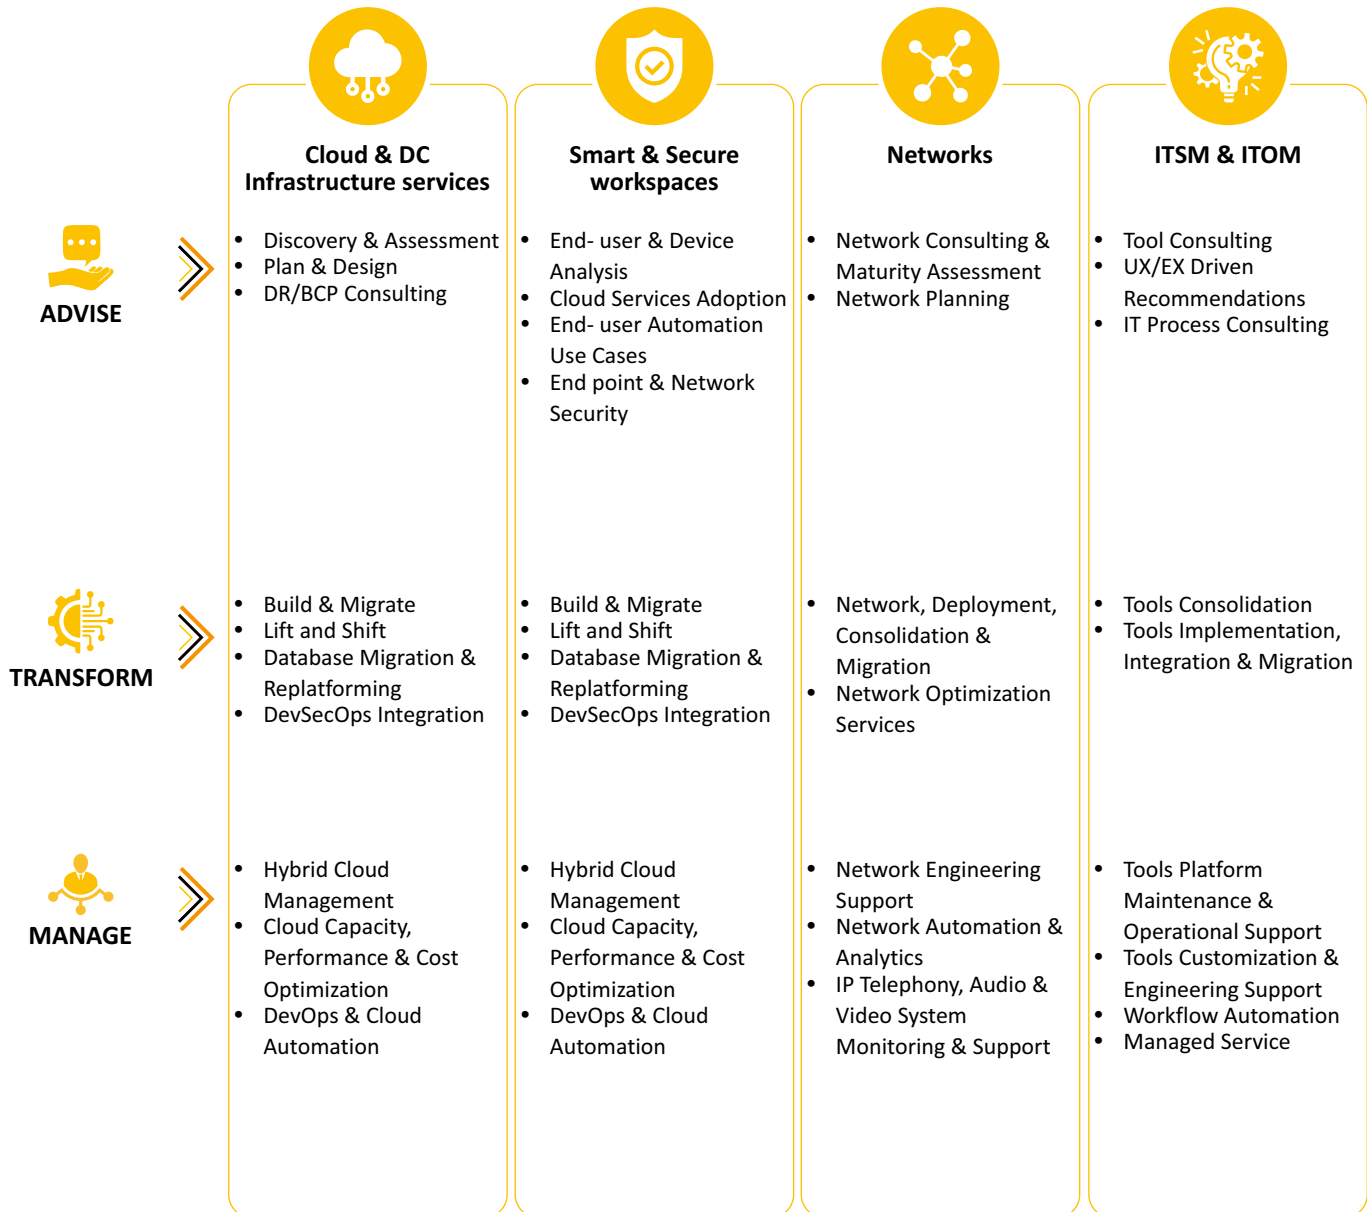 Cloud & DC
Infrastructure services
Smart & Secure
workspaces
Networks
ITSM & ITOM
ADVISE
• Discovery & Assessment
• Plan & Design
• DR/BCP Consulting
• End- user & Device
Analysis
• Cloud Services Adoption
• End- user Automation
Use Cases
• End point & Network
Security
• Network Consulting &
Maturity Assessment
• Network Planning
• Tool Consulting
• UX/EX Driven
Recommendations
• IT Process Consulting
TRANSFORM
• Build & Migrate
• Lift and Shift
• Database Migration &
Replatforming
• DevSecOps Integration
• Build & Migrate
• Lift and Shift
• Database Migration &
Replatforming
• DevSecOps Integration
• Network, Deployment,
Consolidation &
Migration
• Network Optimization
Services
• Tools Consolidation
• Tools Implementation,
Integration & Migration
MANAGE
• Hybrid Cloud
Management
• Cloud Capacity,
Performance & Cost
Optimization
• DevOps & Cloud
Automation
• Hybrid Cloud
Management
• Cloud Capacity,
Performance & Cost
Optimization
• DevOps & Cloud
Automation
• Network Engineering
Support
• Network Automation &
Analytics
• IP Telephony, Audio &
Video System
Monitoring & Support
• Tools Platform
Maintenance &
Operational Support
• Tools Customization &
Engineering Support
• Workflow Automation
• Managed Service